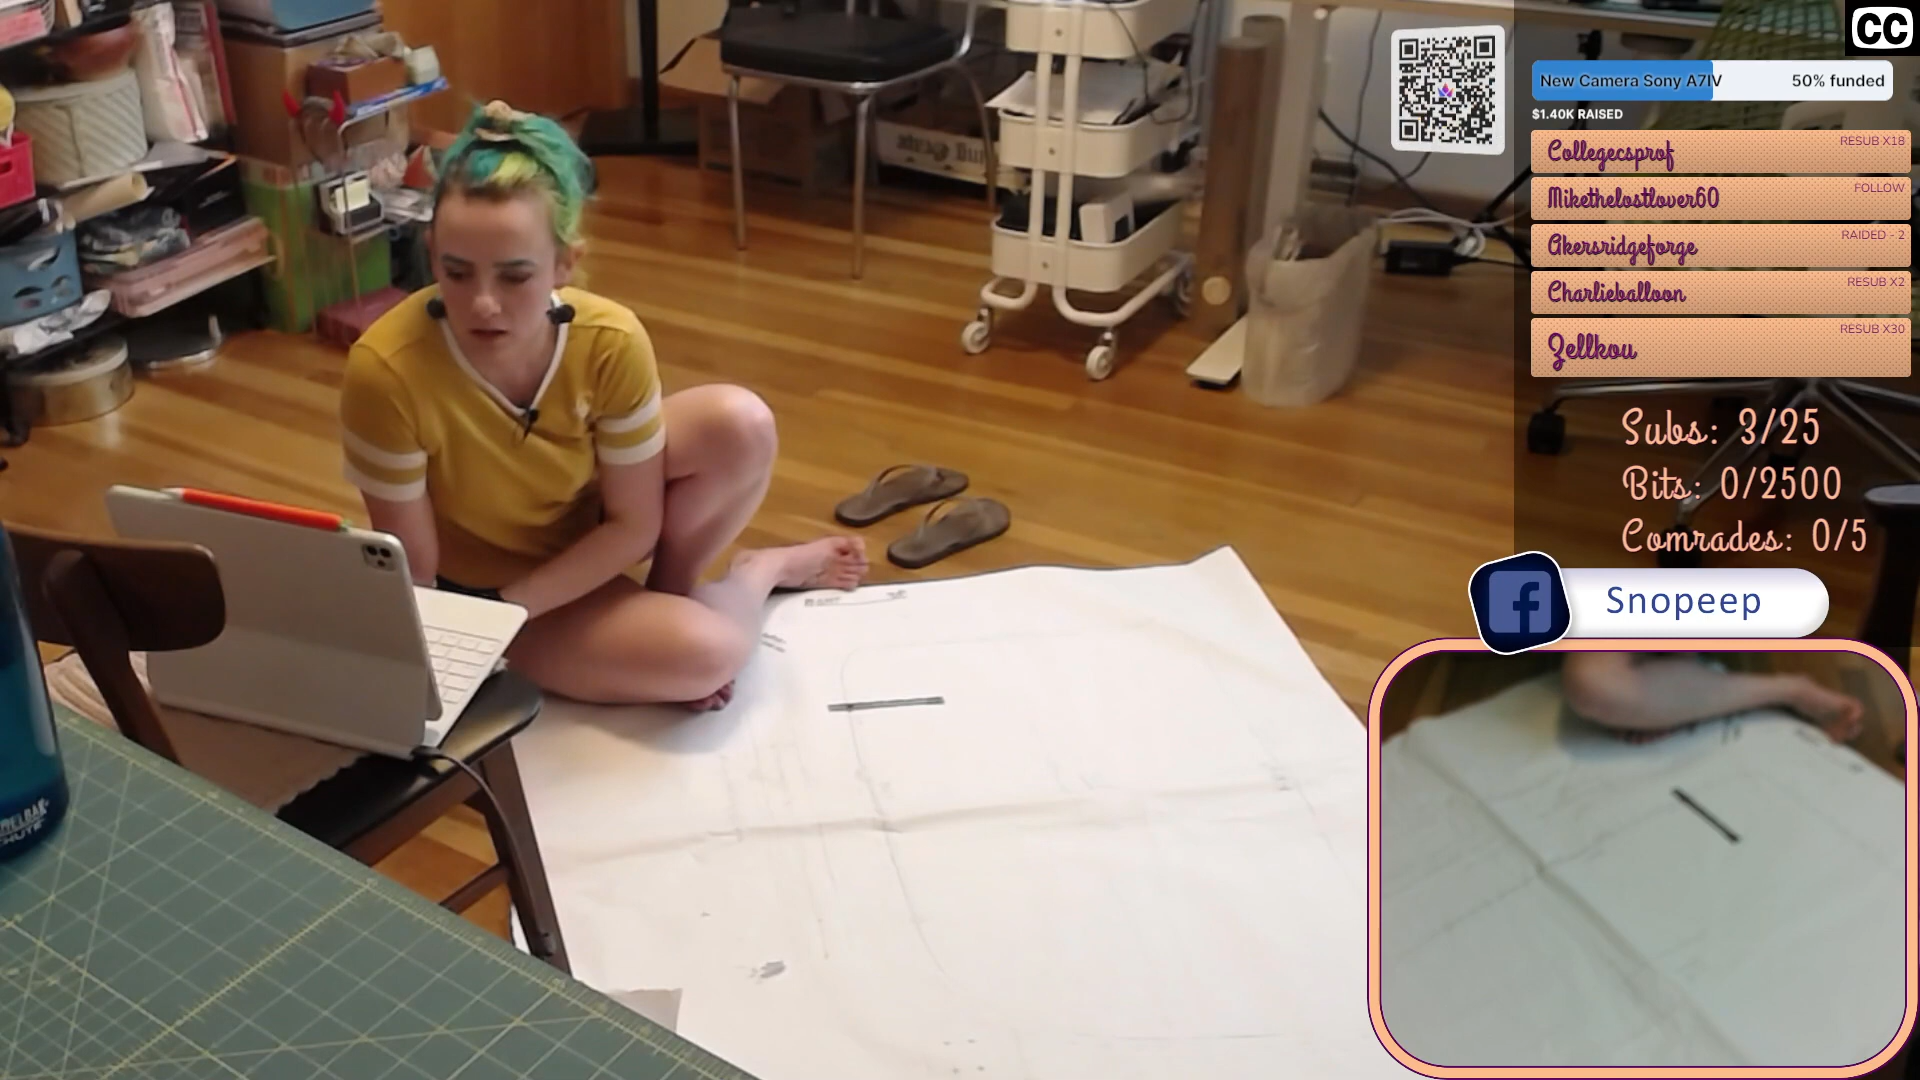 CC
New Camera Sony A7IV 50% funded
$1.40K RAISED
Collegecsprof RESUB X18
Mikethelostlover60 FOLLOW
Akersridgeforge RAIDED - 2
Charlieballoon RESUB X2
Zellkou RESUB X30
Subs: 3/25
Bits: 0/2500
Comrades: 0/5
Snopeep